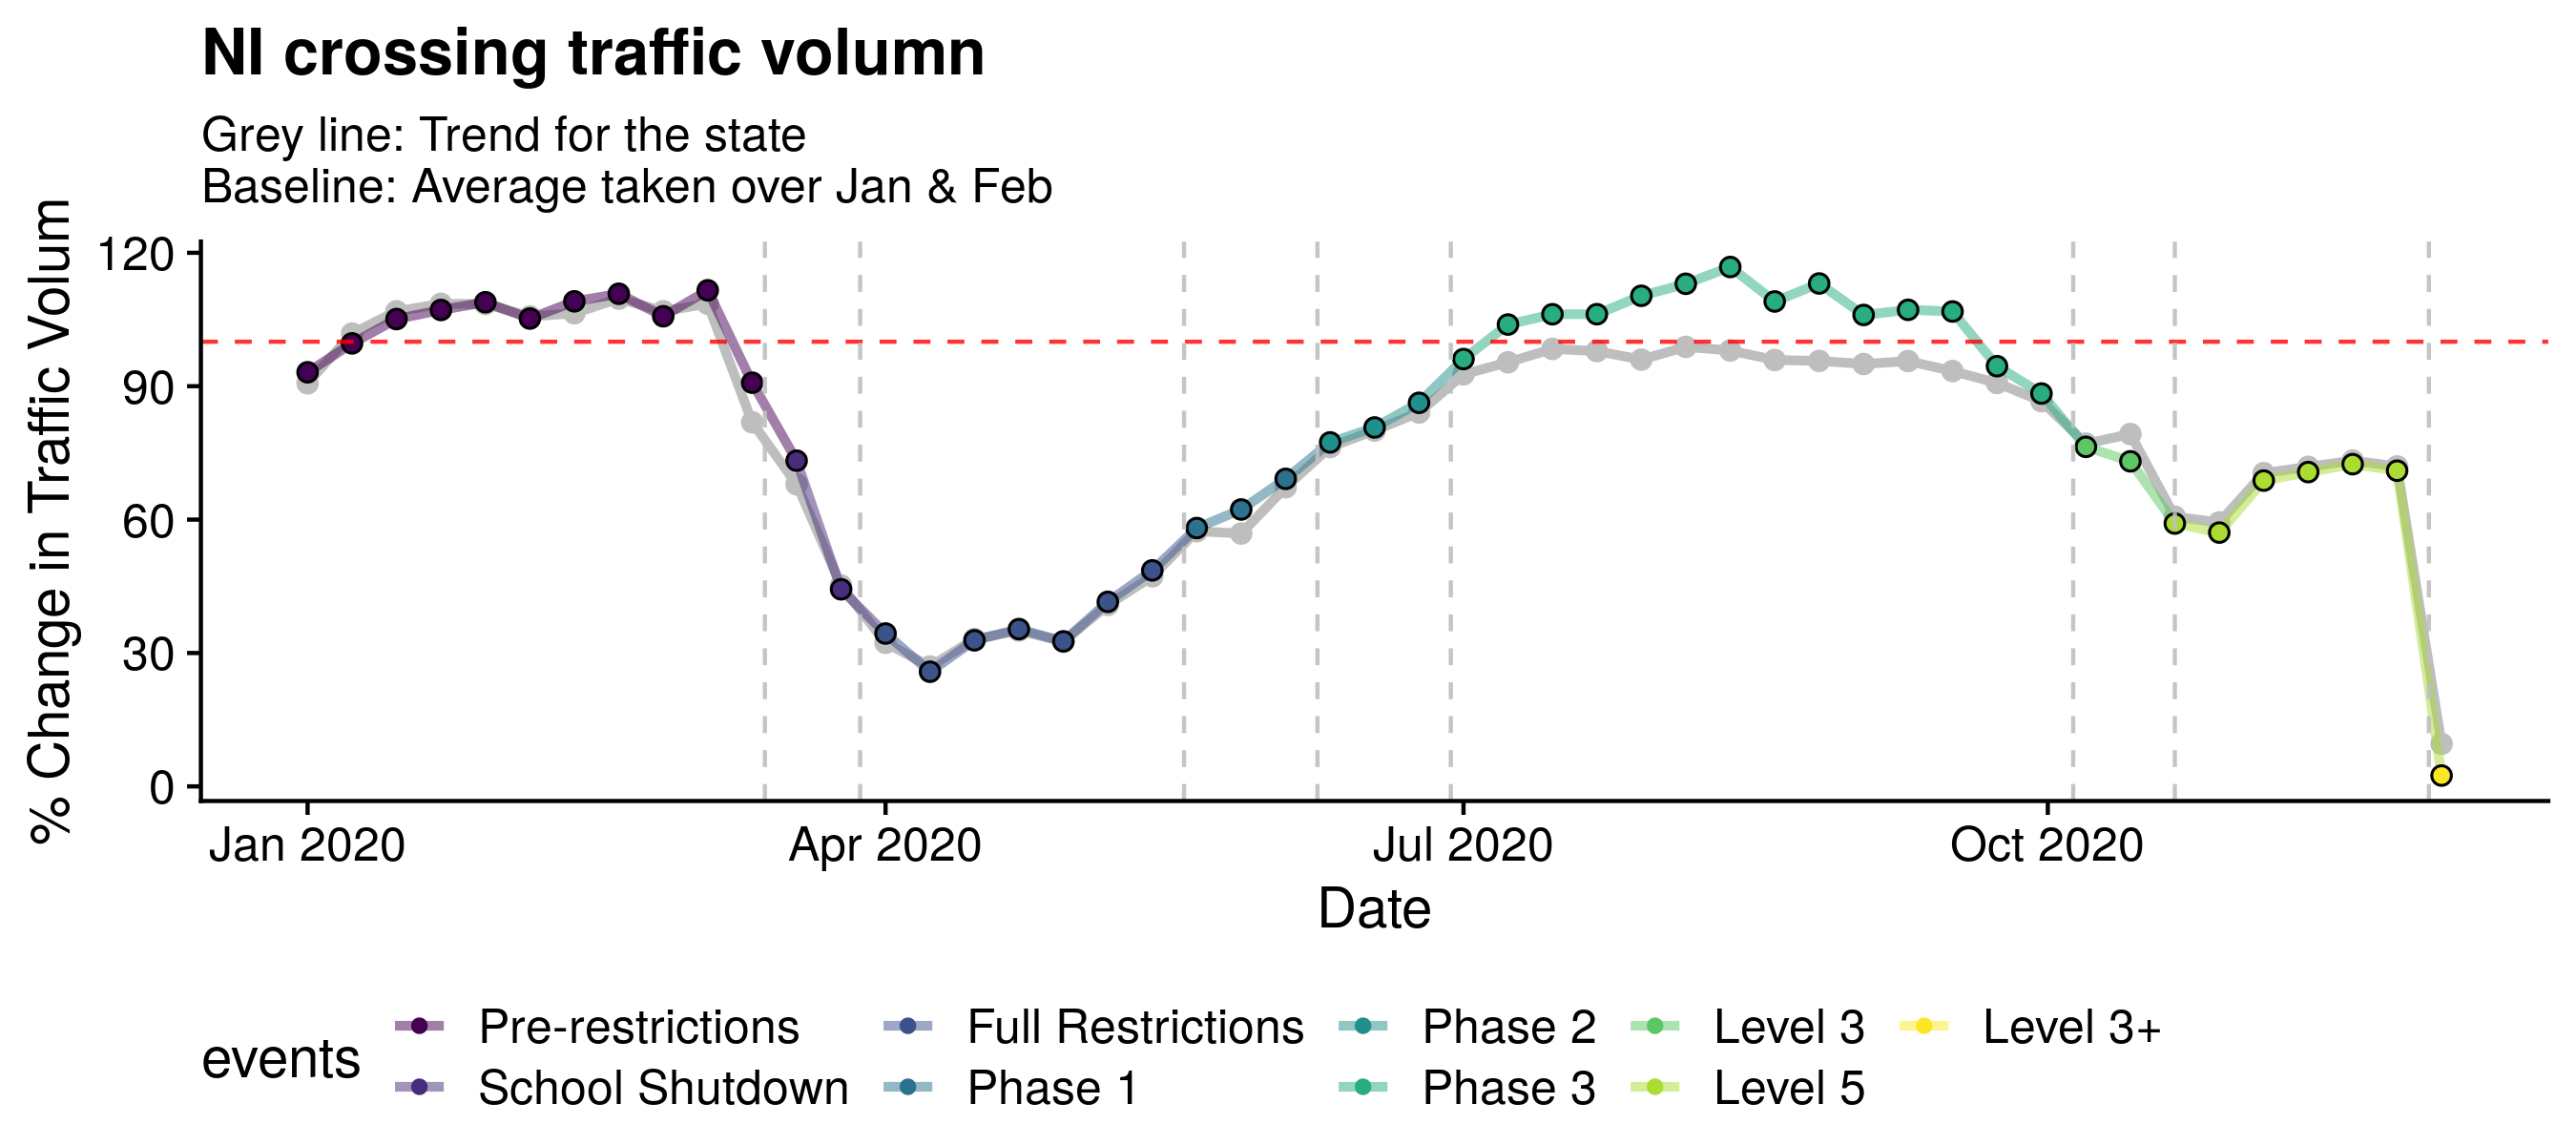 NI crossing traffic volumn
Grey line: Trend for the state
Baseline: Average taken over Jan & Feb
% Change in Traffic Volum
120
90
60
30
0
Jan 2020 Apr 2020 Jul 2020 Oct 2020
Date
events
Pre-restrictions Full Restrictions Phase 2 Level 3 Level 3+
School Shutdown Phase 1 Phase 3 Level 5